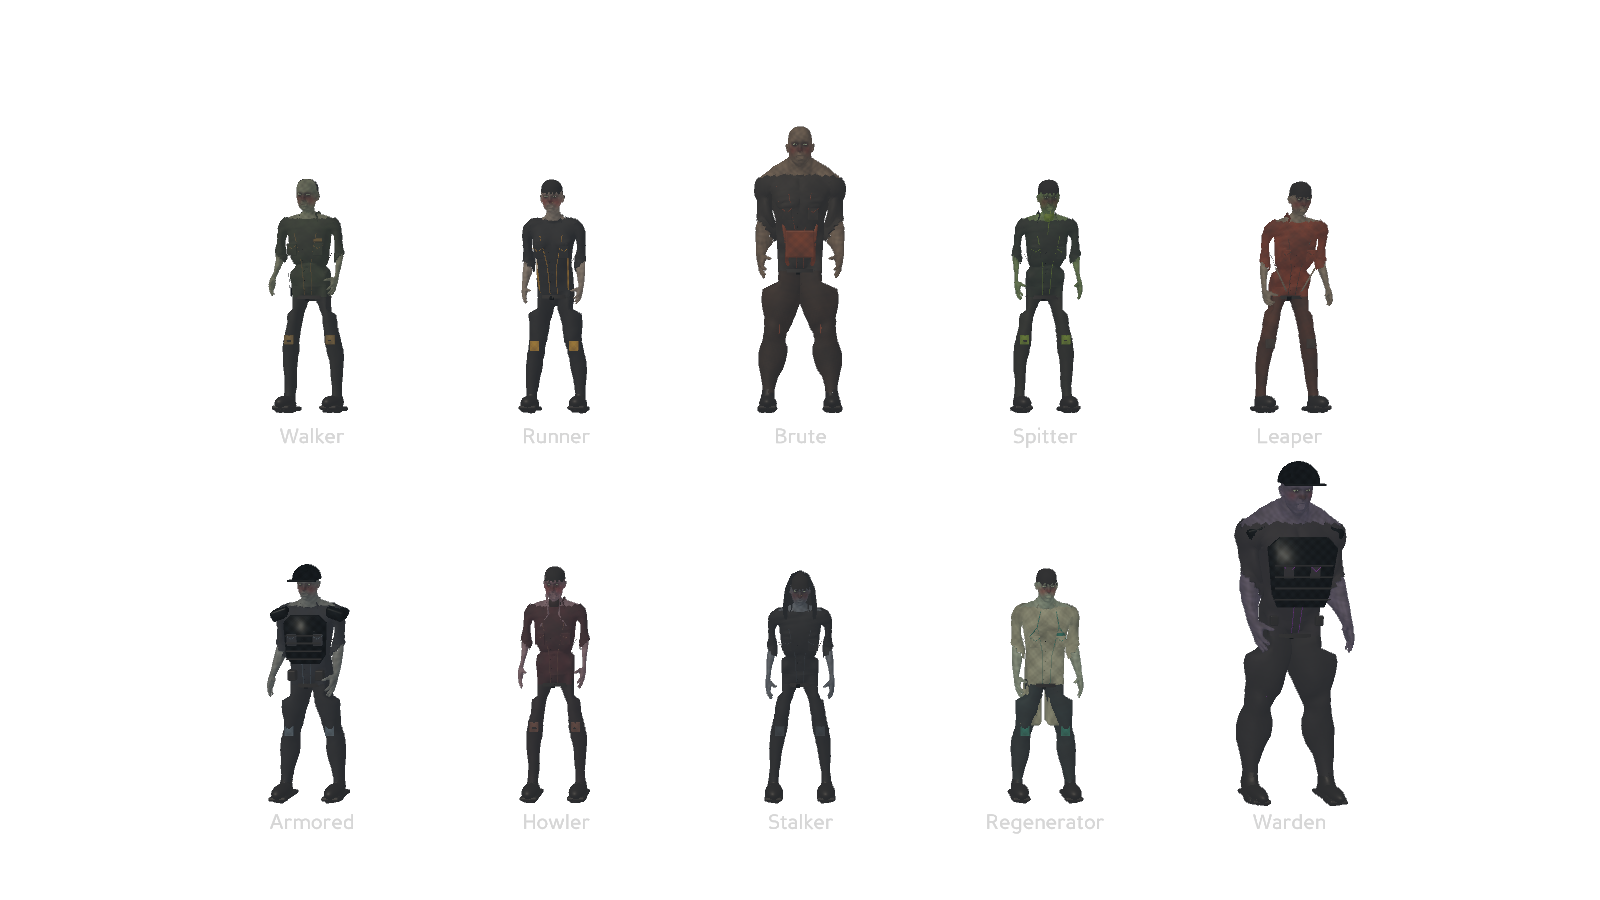 Walker
Runner
Brute
Spitter
Leaper
Armored
Howler
Stalker
Regenerator
Warden